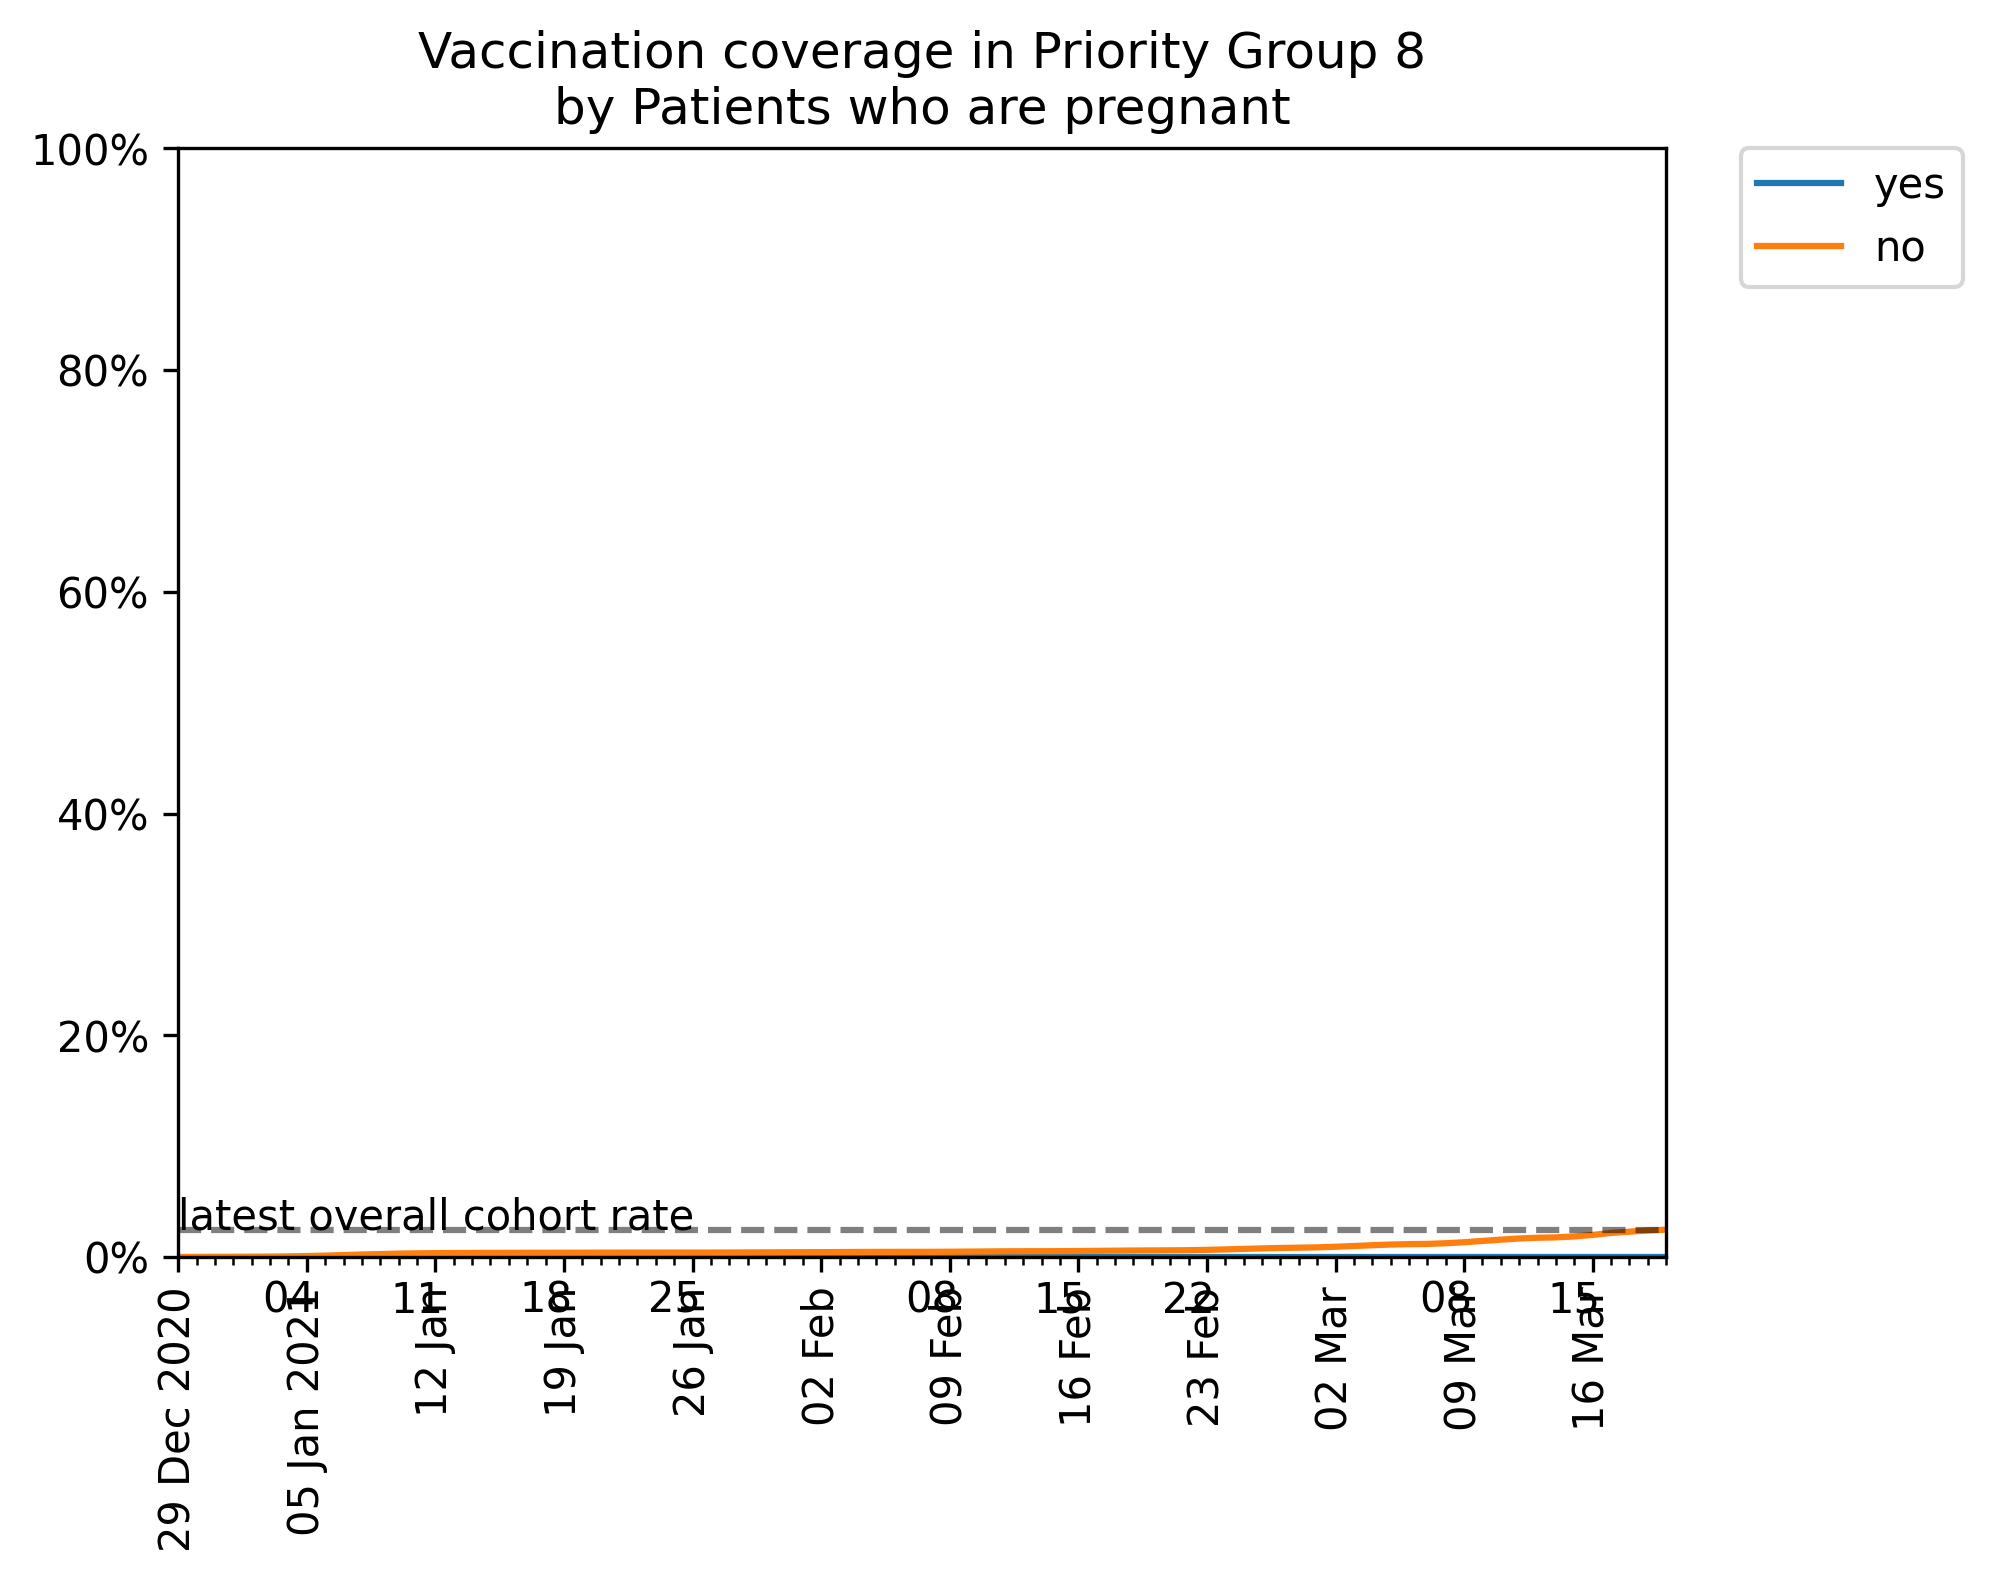 Vaccination coverage in Priority Group 8
by Patients who are pregnant
100%
80%
60%
40%
20%
0%
yes
no
latest overall cohort rate
04
11
18
25
08
15
22
08
15
29 Dec 2020
05 Jan 2021
12 Jan
19 Jan
26 Jan
02 Feb
09 Feb
16 Feb
23 Feb
02 Mar
09 Mar
16 Mar